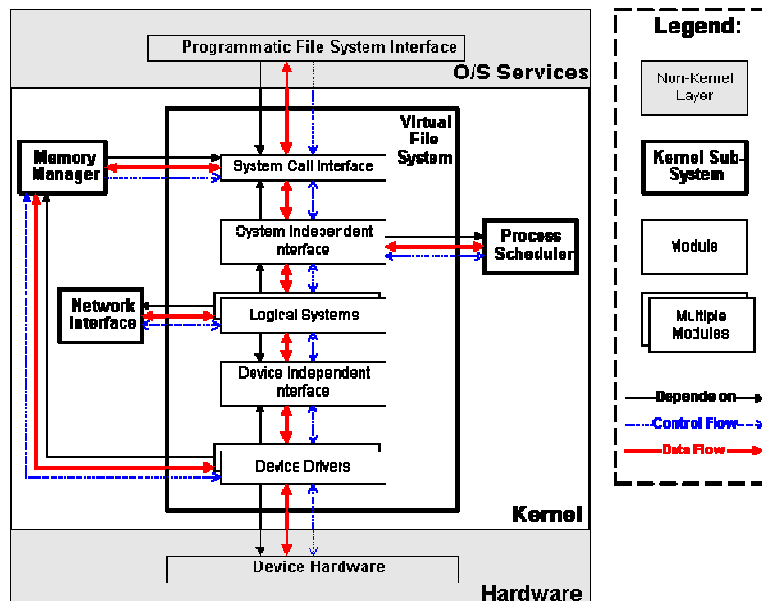 Programmatic File System Interface
O/S Services
Virtual
File
System
Memory
Manager
System Call Interface
System Independent
nterface
Process
Scheduler
Network
Interface
Logical Systems
Device Independent
nterface
Device Drivers
Kernel
Device Hardware
Hardware
Legend:
Non-Kernel
Layer
Kernel Sub-
System
Module
Multiple
Modules
Depends on
Control Flow
Data Flow